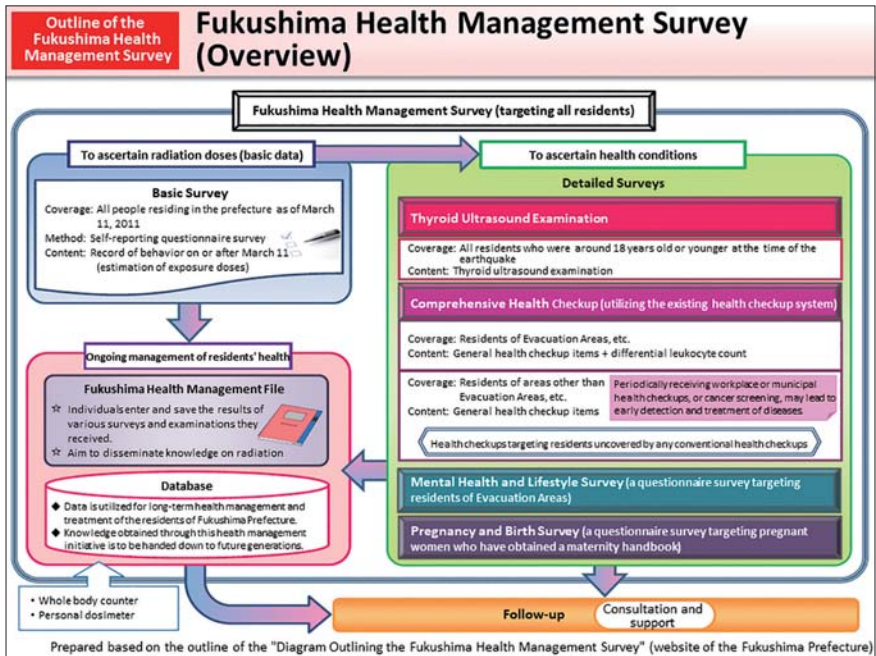 Outline of the
Fukushima Health
Management Survey
Fukushima Health Management Survey
(Overview)
Fukushima Health Management Survey (targeting all residents)
To ascertain radiation doses (basic data)
Basic Survey
Coverage: All people residing in the prefecture as of March
11, 2011
Method: Self-reporting questionnaire survey
Content: Record of behavior on or after March 11
(estimation of exposure doses)
Ongoing management of residents' health
Fukushima Health Management File
☆ Individuals enter and save the results of
various surveys and examinations they
received.
☆ Aim to disseminate knowledge on radiation
Database
◆ Data is utilized for long-term health management and
treatment of the residents of Fukushima Prefecture.
◆ Knowledge obtained through this health management
initiative is to be handed down to future generations.
• Whole body counter
• Personal dosimeter
To ascertain health conditions
Detailed Surveys
Thyroid Ultrasound Examination
Coverage: All residents who were around 18 years old or younger at the time of the
earthquake
Content: Thyroid ultrasound examination
Comprehensive Health Checkup (utilizing the existing health checkup system)
Coverage: Residents of Evacuation Areas, etc.
Content: General health checkup items + differential leukocyte count
Coverage: Residents of areas other than
Evacuation Areas, etc.
Content: General health checkup items
Periodically receiving workplace or municipal
health checkups, or cancer screening, may lead to
early detection and treatment of diseases.
Health checkups targeting residents uncovered by any conventional health checkups
Mental Health and Lifestyle Survey (a questionnaire survey targeting
residents of Evacuation Areas)
Pregnancy and Birth Survey (a questionnaire survey targeting pregnant
women who have obtained a maternity handbook)
Follow-up
Consultation and
support
Prepared based on the outline of the "Diagram Outlining the Fukushima Health Management Survey" (website of the Fukushima Prefecture)